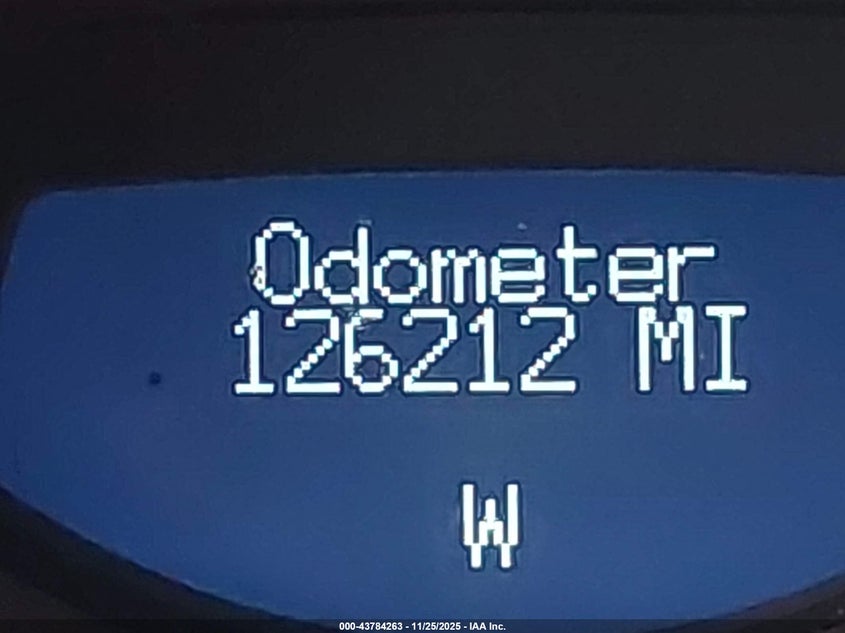 Odometer
126212 MI
W
000-43784263 - 11/25/2025 - IAA Inc.